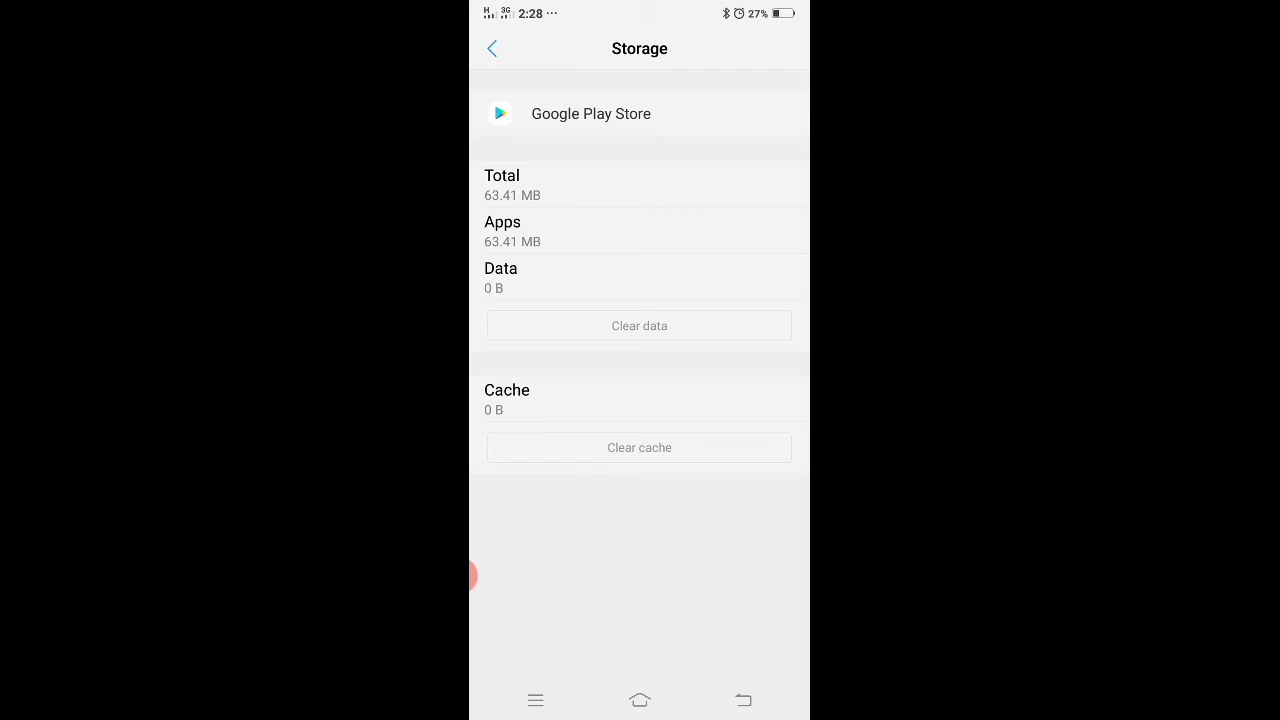 H 3G 2:28 ··· 27%
Storage
Google Play Store
Total
63.41 MB
Apps
63.41 MB
Data
0 B
Clear data
Cache
0 B
Clear cache